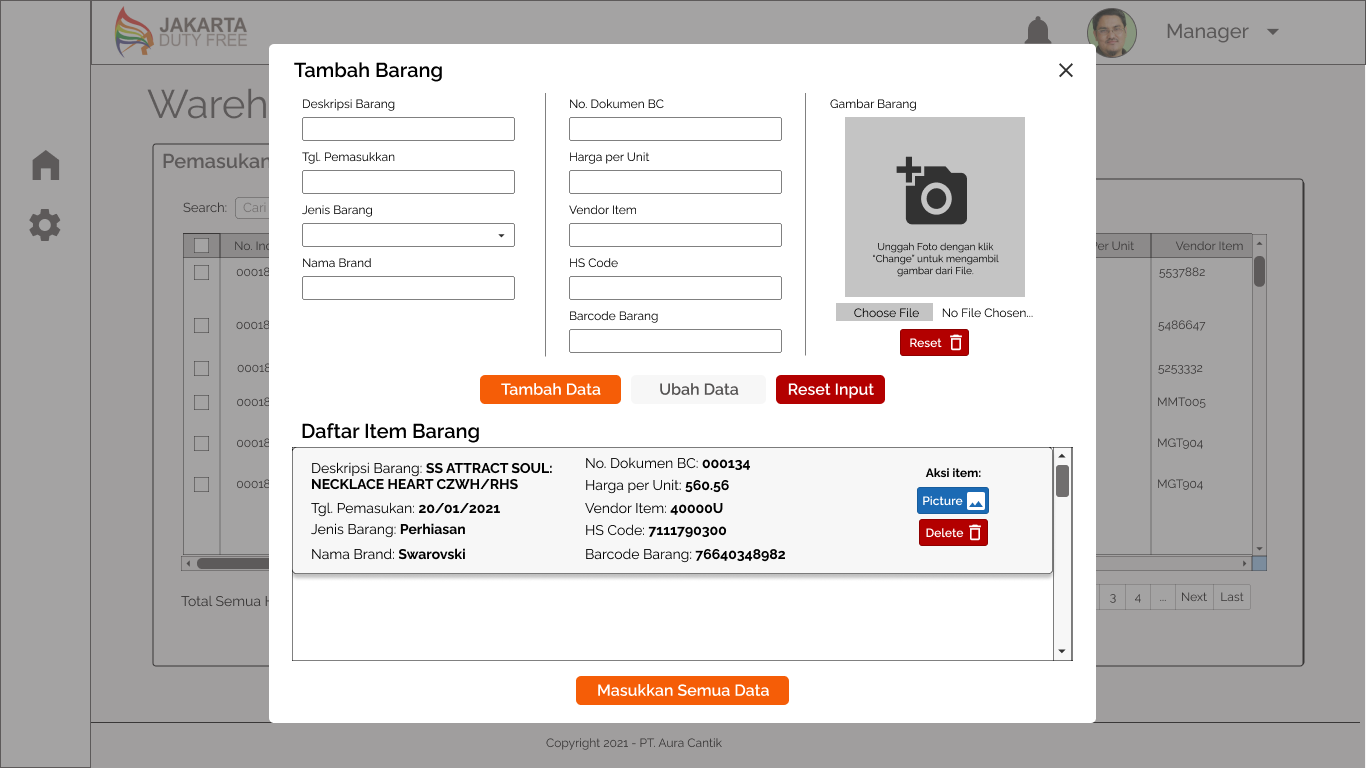 JAKARTA
DUTY FREE
Manager
Wareh
Pemasukan
Search:
Cari
No. Ind
Per Unit
Vendor Item
00018
5537882
00018
5486647
00018
5253332
00018
MMT005
00018
MGT904
00018
MGT904
Total Semua H
3
4
...
Next
Last
Copyright 2021 - PT. Aura Cantik
Tambah Barang
Deskripsi Barang
Tgl. Pemasukkan
Jenis Barang
Nama Brand
No. Dokumen BC
Harga per Unit
Vendor Item
HS Code
Barcode Barang
Gambar Barang
Unggah Foto dengan klik
“Change” untuk mengambil
gambar dari File.
Choose File
No File Chosen...
Reset
Tambah Data
Ubah Data
Reset Input
Daftar Item Barang
Deskripsi Barang: SS ATTRACT SOUL:
NECKLACE HEART CZWH/RHS
Tgl. Pemasukan: 20/01/2021
Jenis Barang: Perhiasan
Nama Brand: Swarovski
No. Dokumen BC: 000134
Harga per Unit: 560.56
Vendor Item: 40000U
HS Code: 7111790300
Barcode Barang: 76640348982
Aksi item:
Picture
Delete
Masukkan Semua Data